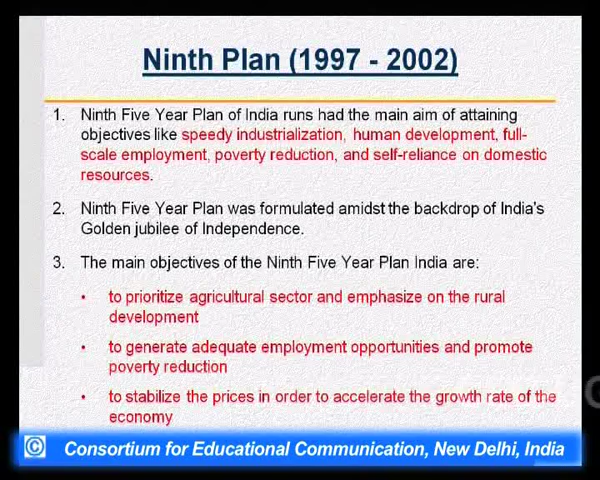 Ninth Plan (1997 - 2002)
1. Ninth Five Year Plan of India runs had the main aim of attaining
objectives like speedy industrialization, human development, full-
scale employment, poverty reduction, and self-reliance on domestic
resources.
2. Ninth Five Year Plan was formulated amidst the backdrop of India's
Golden jubilee of Independence.
3. The main objectives of the Ninth Five Year Plan India are:
• to prioritize agricultural sector and emphasize on the rural
development
• to generate adequate employment opportunities and promote
poverty reduction
• to stabilize the prices in order to accelerate the growth rate of the
economy
© Consortium for Educational Communication, New Delhi, India